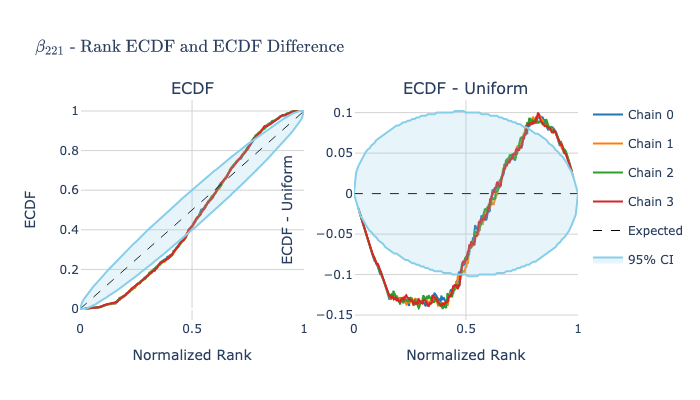 β₂₂₁ - Rank ECDF and ECDF Difference
ECDF
ECDF
1
0.8
0.6
0.4
0.2
0
0
0.5
1
Normalized Rank
ECDF - Uniform
ECDF - Uniform
0.1
0.05
0
−0.05
−0.1
−0.15
0
0.5
1
Normalized Rank
Chain 0
Chain 1
Chain 2
Chain 3
Expected
95% CI